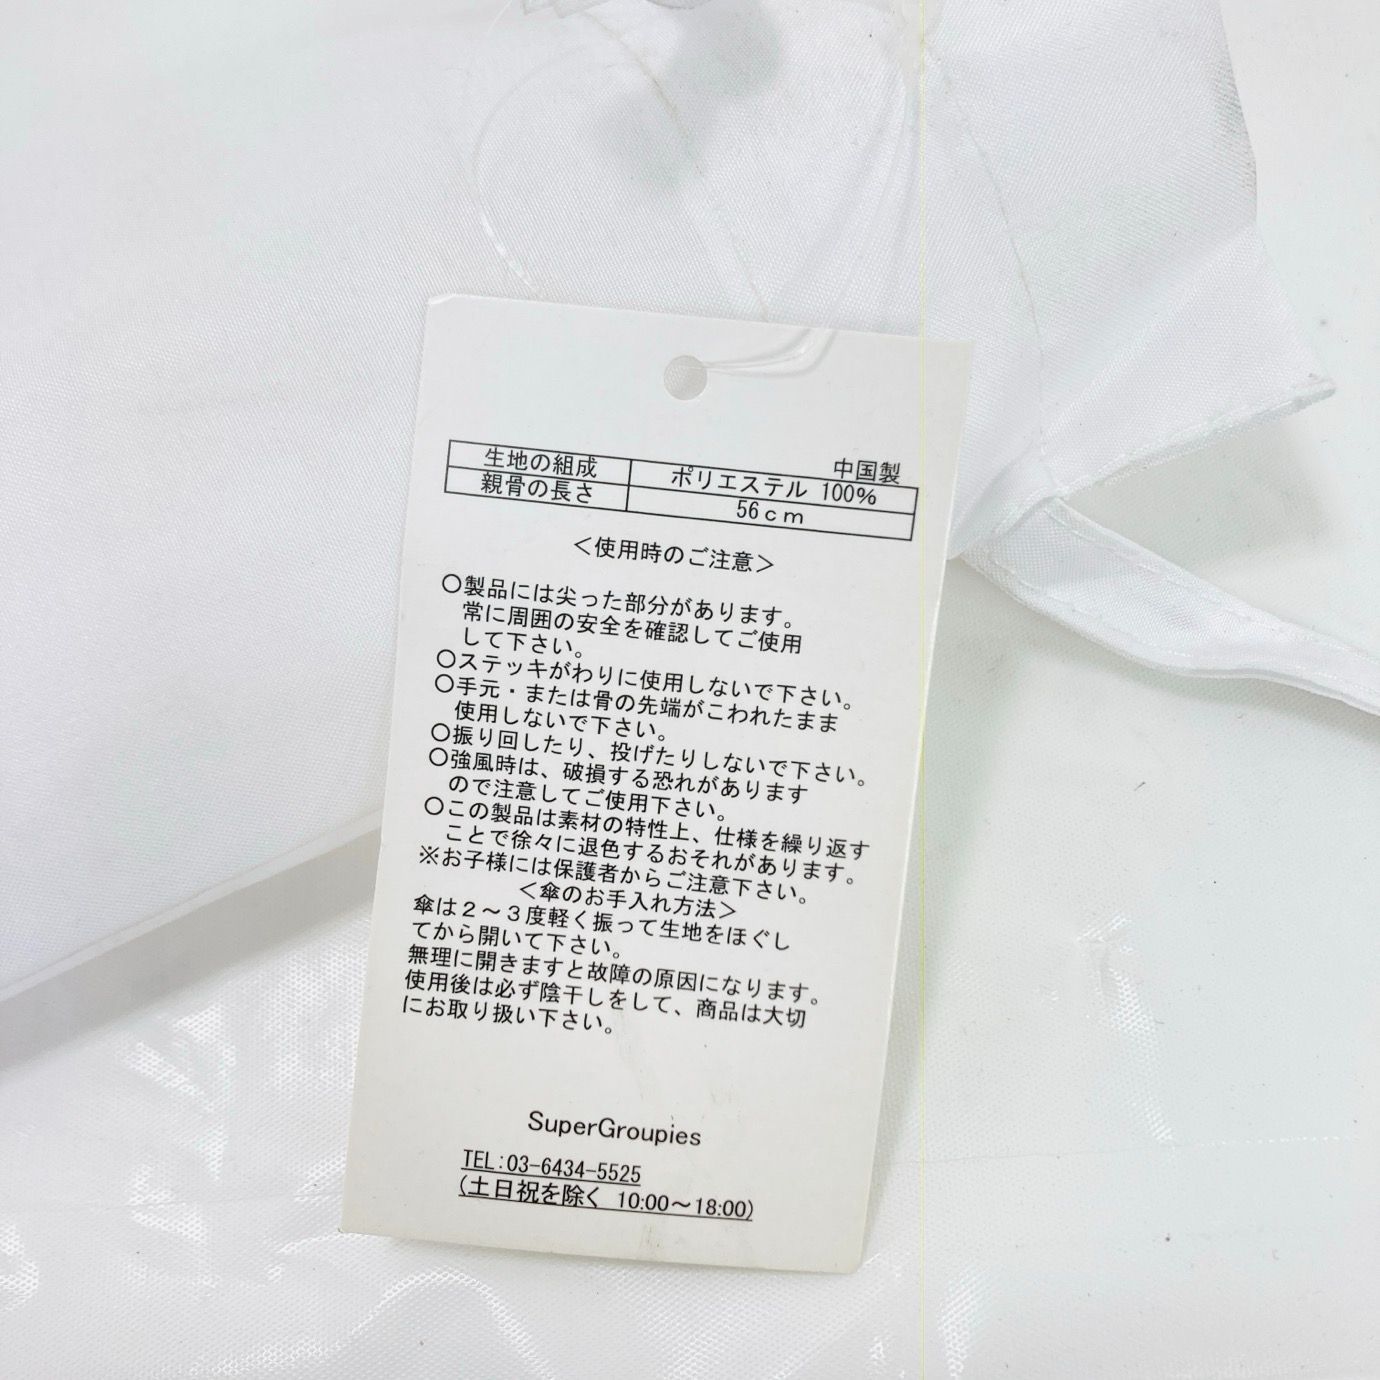 中国製
生地の組成 ポリエステル 100%
親骨の長さ 56cm
＜使用時のご注意＞
○製品には尖った部分があります。
常に周囲の安全を確認してご使用
して下さい。
○ステッキがわりに使用しないで下さい。
○手元・または骨の先端がこわれたまま
使用しないで下さい。
○振り回したり、投げたりしないで下さい。
○強風時は、破損する恐れがあります
ので注意してご使用下さい。
○この製品は素材の特性上、仕様を繰り返す
ことで徐々に退色するおそれがあります。
※お子様には保護者からご注意下さい。
＜傘のお手入れ方法＞
傘は２～３度軽く振って生地をほぐし
てから開いて下さい。
無理に開きますと故障の原因になります。
使用後は必ず陰干しをして、商品は大切
にお取り扱い下さい。
SuperGroupies
TEL:03-6434-5525
(土日祝を除く 10:00～18:00)